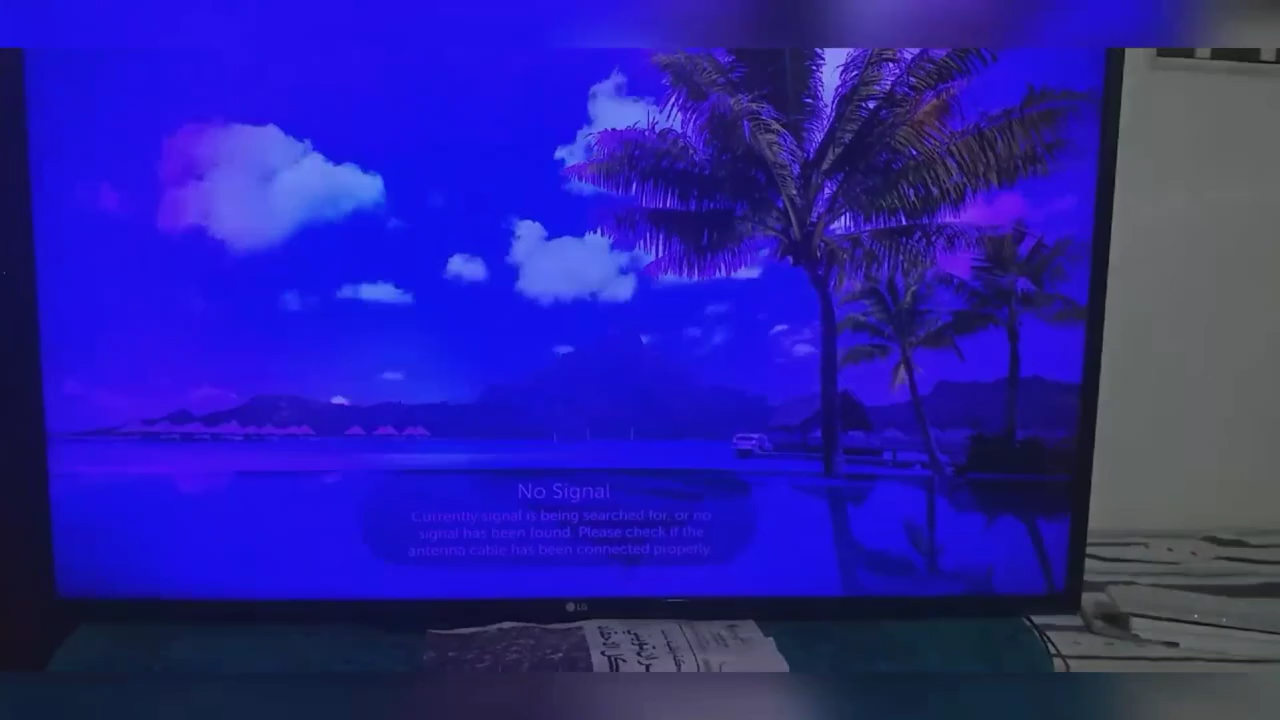 No Signal
Currently signal is being searched for, or no
signal has been found. Please check if the
antenna cable has been connected properly.
LG